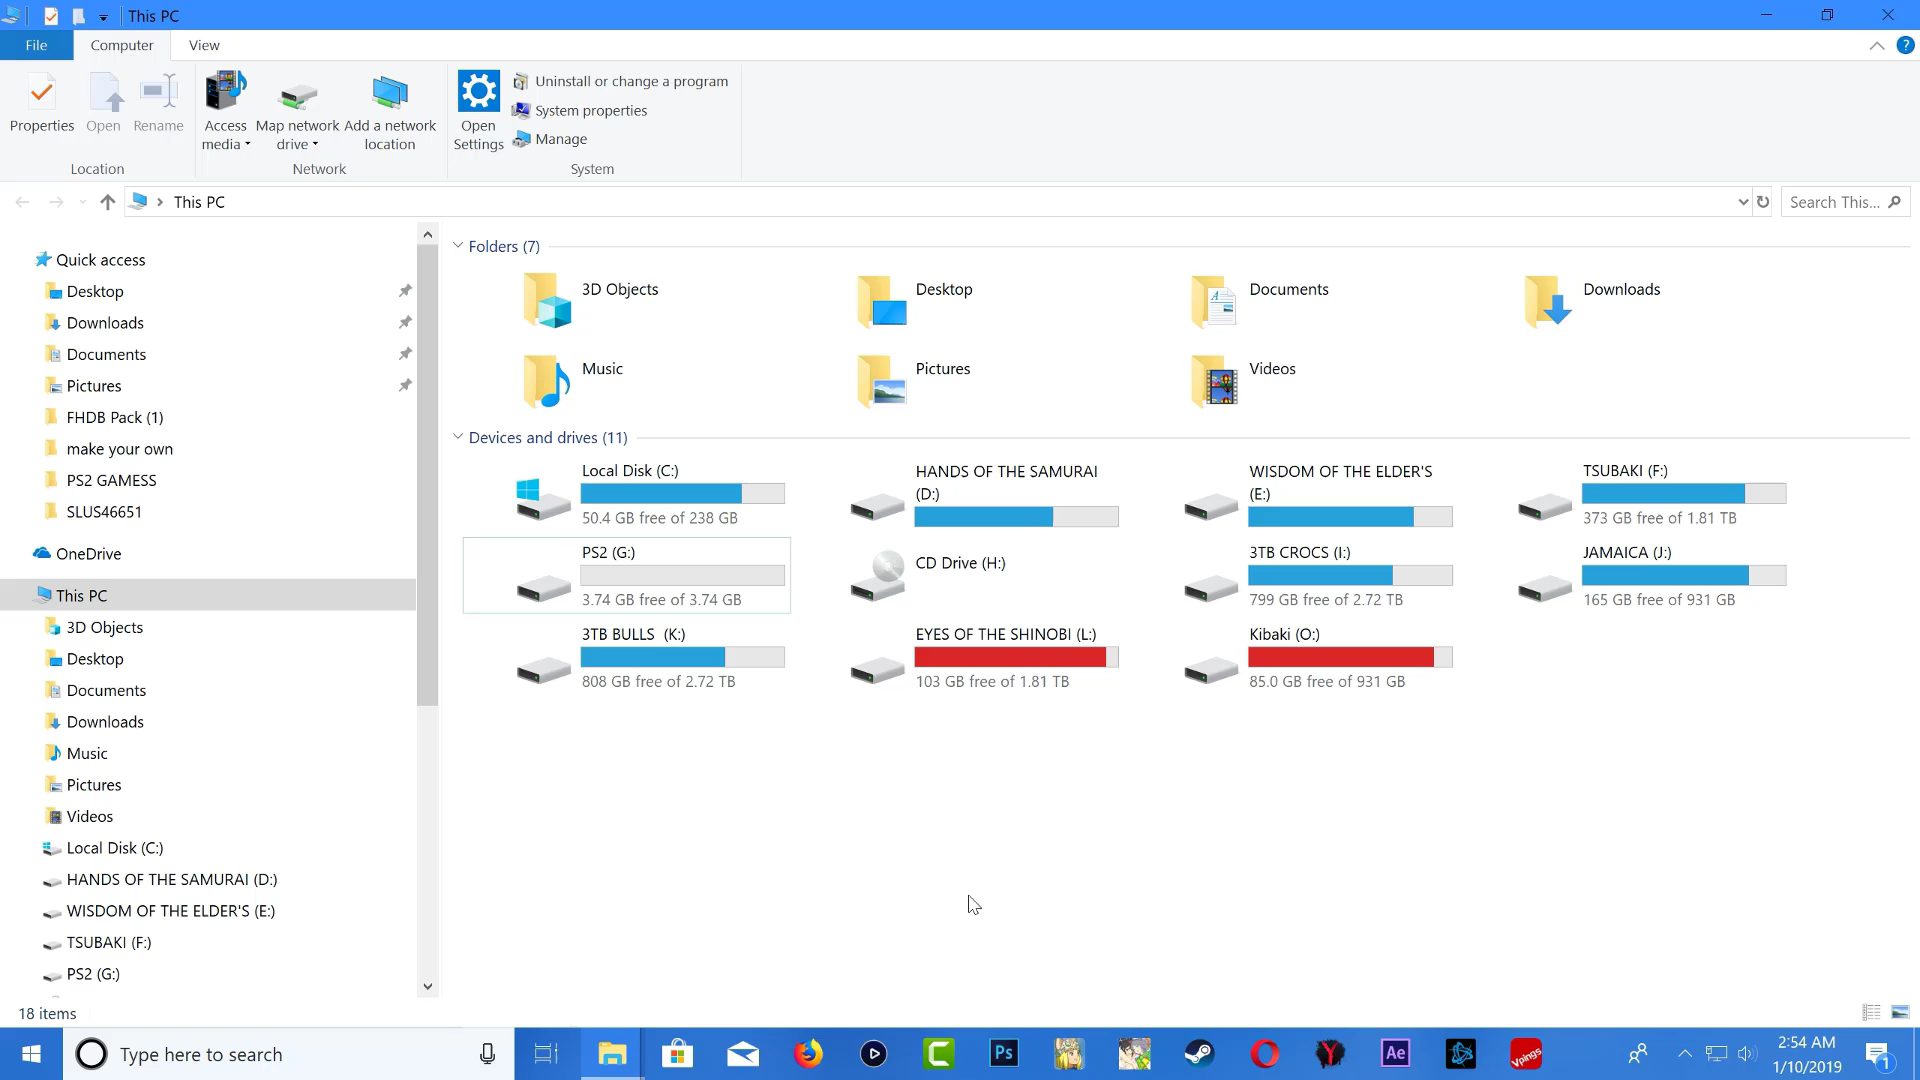 This PC
File
Computer
View
Properties
Open
Rename
Access
media
Map network
drive
Add a network
location
Open
Settings
Uninstall or change a program
System properties
Manage
Location
Network
System
This PC
Search This...
Quick access
Desktop
Downloads
Documents
Pictures
FHDB Pack (1)
make your own
PS2 GAMESS
SLUS46651
OneDrive
This PC
3D Objects
Desktop
Documents
Downloads
Music
Pictures
Videos
Local Disk (C:)
HANDS OF THE SAMURAI (D:)
WISDOM OF THE ELDER'S (E:)
TSUBAKI (F:)
PS2 (G:)
Folders (7)
3D Objects
Desktop
Documents
Downloads
Music
Pictures
Videos
Devices and drives (11)
Local Disk (C:)
50.4 GB free of 238 GB
HANDS OF THE SAMURAI
(D:)
WISDOM OF THE ELDER'S
(E:)
TSUBAKI (F:)
373 GB free of 1.81 TB
PS2 (G:)
3.74 GB free of 3.74 GB
CD Drive (H:)
3TB CROCS (I:)
799 GB free of 2.72 TB
JAMAICA (J:)
165 GB free of 931 GB
3TB BULLS (K:)
808 GB free of 2.72 TB
EYES OF THE SHINOBI (L:)
103 GB free of 1.81 TB
Kibaki (O:)
85.0 GB free of 931 GB
18 items
Type here to search
Ps
Ae
Vpings
2:54 AM
1/10/2019
1